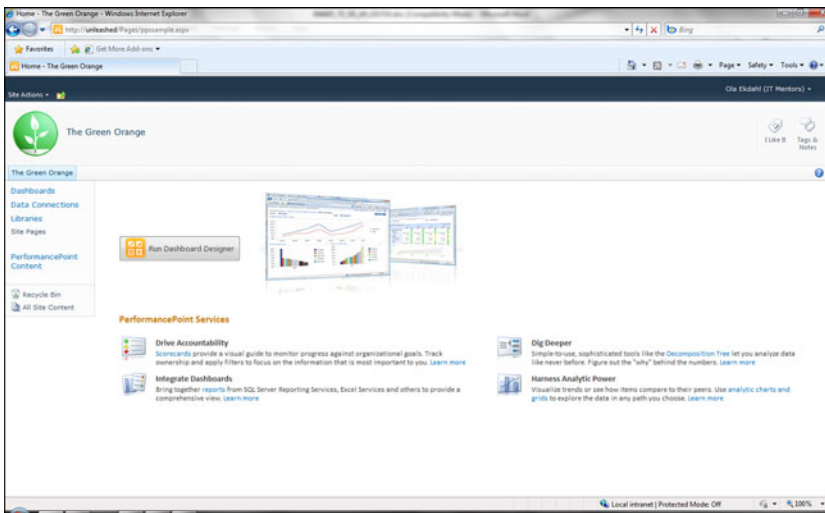 Home - The Green Orange - Windows Internet Explorer
http://unleashed/Pages/ppssample.aspx
Bing
Favorites
Get More Add-ons
Home - The Green Orange
Page
Safety
Tools
Site Actions
Ola Ekdahl (IT Mentors)
The Green Orange
I Like It
Tags & Notes
The Green Orange
Dashboards
Data Connections
Libraries
Site Pages
PerformancePoint
Content
Recycle Bin
All Site Content
Run Dashboard Designer
PerformancePoint Services
Drive Accountability
Scorecards provide a visual guide to monitor progress against organizational goals. Track
ownership and apply filters to focus on the information that is most important to you. Learn more
Integrate Dashboards
Bring together reports from SQL Server Reporting Services, Excel Services and others to provide a
comprehensive view. Learn more
Dig Deeper
Simple-to-use, sophisticated tools like the Decomposition Tree let you analyze data
like never before. Figure out the "why" behind the numbers. Learn more
Harness Analytic Power
Visualize trends or see how items compare to their peers. Use analytic charts and
grids to explore the data in any path you choose. Learn more
Local intranet | Protected Mode: Off
100%